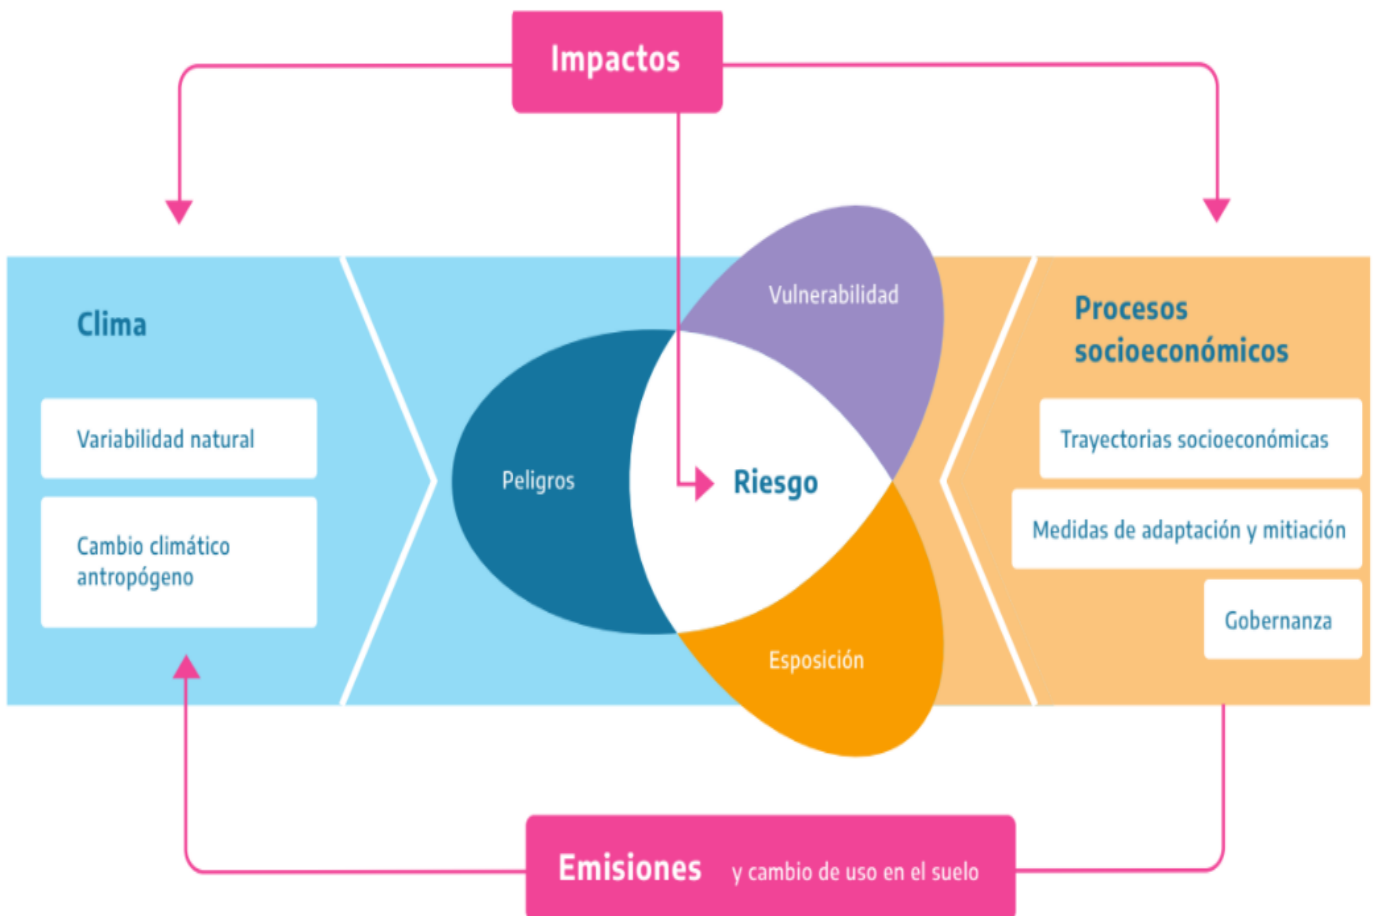 Impactos
Clima
Variabilidad natural
Cambio climático
antropógeno
Peligros
Vulnerabilidad
Riesgo
Esposición
Procesos
socioeconómicos
Trayectorias socioeconómicas
Medidas de adaptación y mitiación
Gobernanza
Emisiones y cambio de uso en el suelo